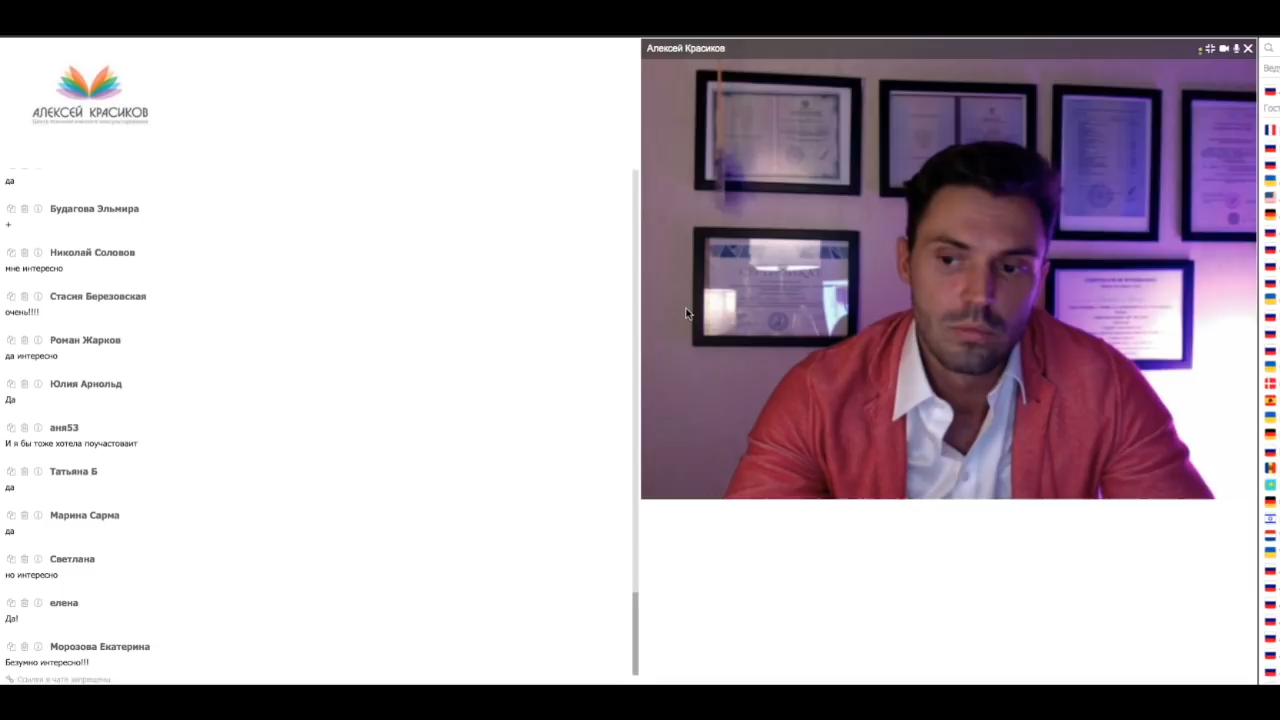 АЛЕКСЕЙ КРАСИКОВ
да
Будагова Эльмира
+
Николай Соловов
мне интересно
Стасия Березовская
очень!!!!
Роман Жарков
да интересно
Юлия Арнольд
Да
аня53
И я бы тоже хотела поучаствоваит
Татьяна Б
да
Марина Сарма
да
Светлана
но интересно
елена
Да!
Морозова Екатерина
Безумно интересно!!!
Ссылки в чате запрещены
Алексей Красиков